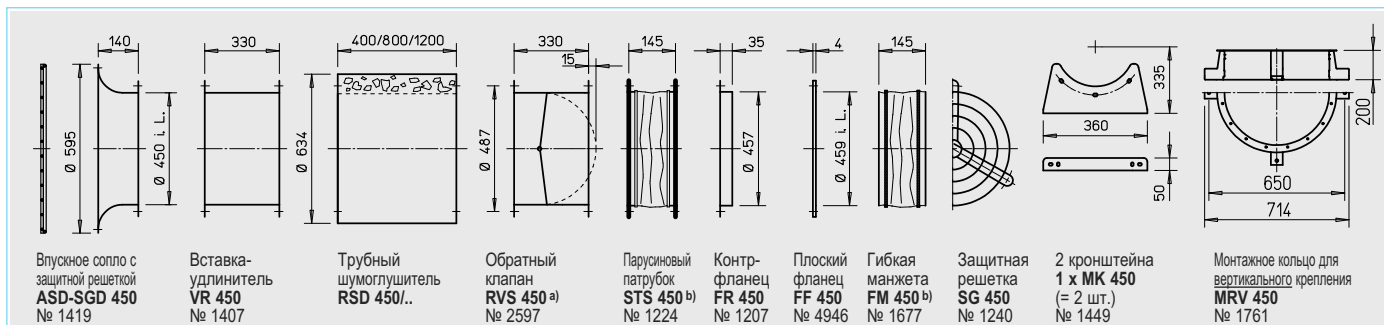 140
330
400/800/1200
330
15
145
35
4
145
335
200
Ø 595
Ø 450 i. L.
Ø 634
Ø 487
Ø 457
Ø 459 i. L.
360
50
650
714
Впускное сопло с
защитной решеткой
ASD-SGD 450
№ 1419
Вставка-
удлинитель
VR 450
№ 1407
Трубный
шумоглушитель
RSD 450/..
Обратный
клапан
RVS 450 a)
№ 2597
Парусиновый
патрубок
STS 450 b)
№ 1224
Контр-
фланец
FR 450
№ 1207
Плоский
фланец
FF 450
№ 4946
Гибкая
манжета
FM 450 b)
№ 1677
Защитная
решетка
SG 450
№ 1240
2 кронштейна
1 x MK 450
(= 2 шт.)
№ 1449
Монтажное кольцо для
вертикального крепления
MRV 450
№ 1761